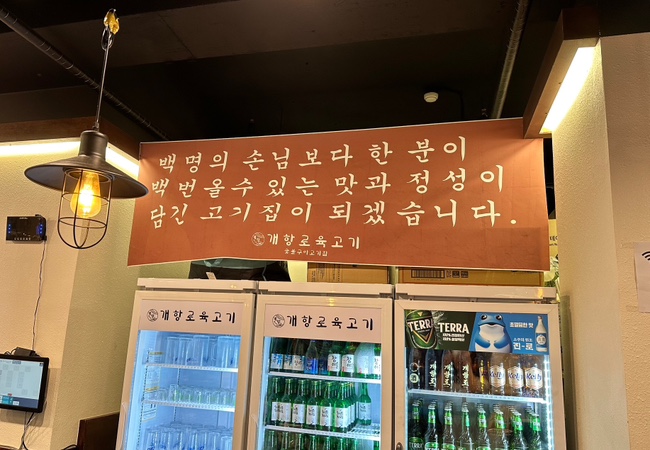 백명의 손님보다 한 분이
백번올수 있는 맛과 정성이
담긴 고기집이 되겠습니다.
개항로육고기
개항로육고기
개항로육고기
TERRA
TERRA
진-로